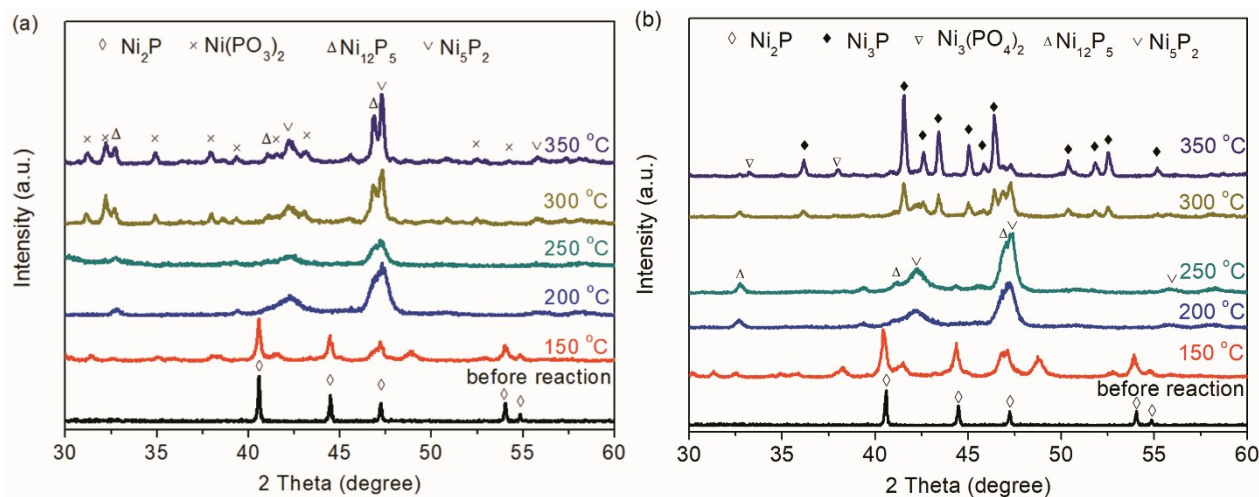 (a)
◊ Ni₂P × Ni(PO₃)₂ Δ Ni₁₂P₅ ∨ Ni₅P₂
350 °C
300 °C
250 °C
200 °C
150 °C
before reaction
Intensity (a.u.)
30 35 40 45 50 55 60
2 Theta (degree)
(b)
◊ Ni₂P ♦ Ni₃P ▽ Ni₃(PO₄)₂ Δ Ni₁₂P₅ ∨ Ni₅P₂
350 °C
300 °C
250 °C
200 °C
150 °C
before reaction
Intensity (a.u.)
30 35 40 45 50 55 60
2 Theta (degree)